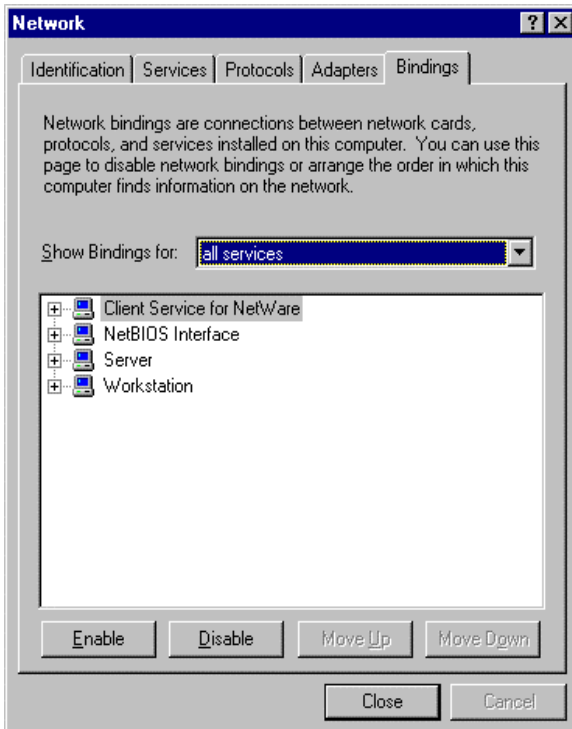 Network
Identification Services Protocols Adapters Bindings
Network bindings are connections between network cards,
protocols, and services installed on this computer. You can use this
page to disable network bindings or arrange the order in which this
computer finds information on the network.
Show Bindings for: all services
Client Service for NetWare
NetBIOS Interface
Server
Workstation
Enable Disable Move Up Move Down
Close Cancel